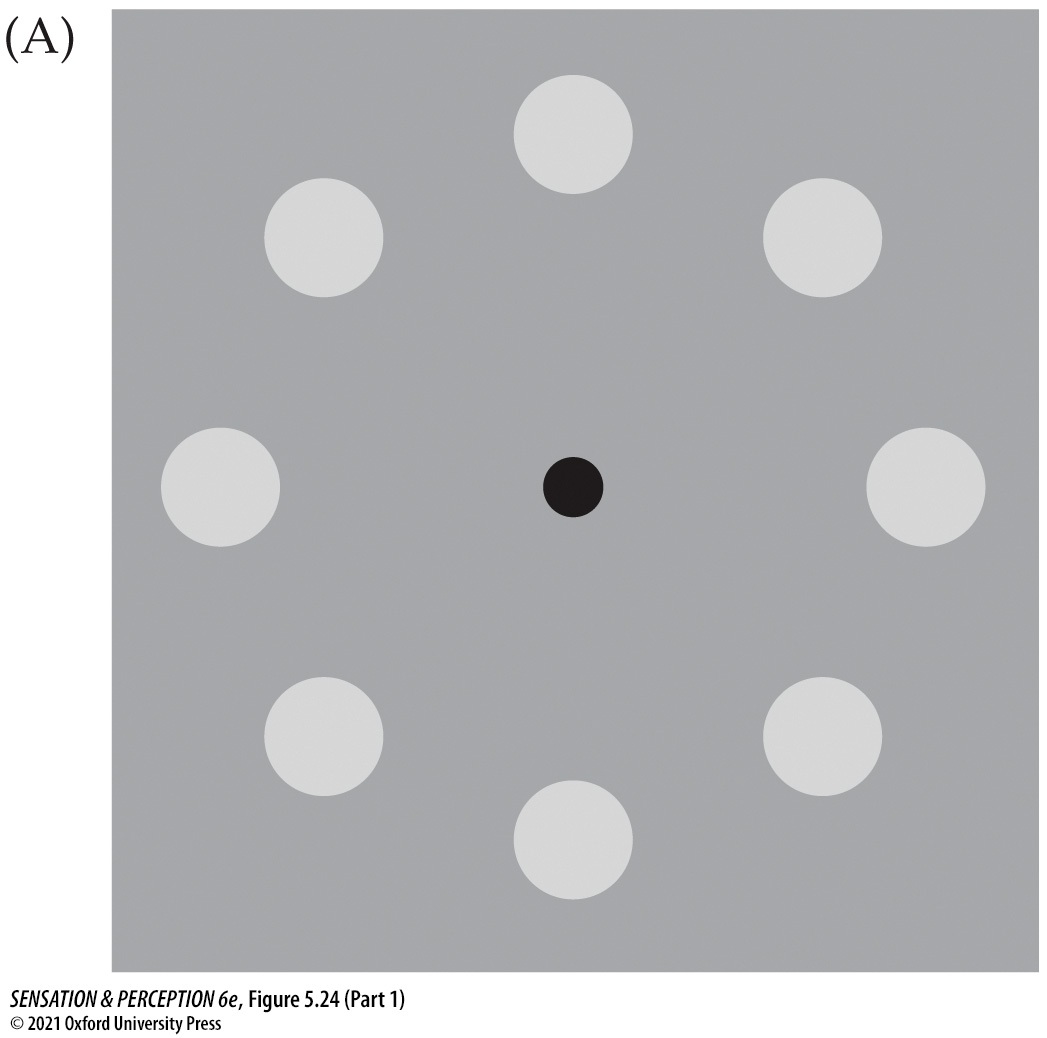 (A)
SENSATION & PERCEPTION 6e, Figure 5.24 (Part 1)
© 2021 Oxford University Press